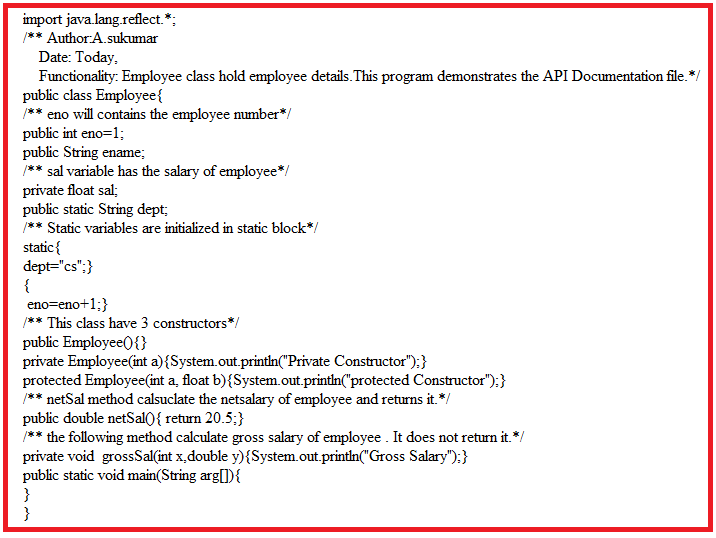 import java.lang.reflect.*;
/** Author:A.sukumar
Date: Today,
Functionality: Employee class hold employee details.This program demonstrates the API Documentation file.*/
public class Employee{
/** eno will contains the employee number*/
public int eno=1;
public String ename;
/** sal variable has the salary of employee*/
private float sal;
public static String dept;
/** Static variables are initialized in static block*/
static{
dept="cs";}
{
eno=eno+1;}
/** This class have 3 constructors*/
public Employee(){}
private Employee(int a){System.out.println("Private Constructor");}
protected Employee(int a, float b){System.out.println("protected Constructor");}
/** netSal method calsuclate the netsalary of employee and returns it.*/
public double netSal(){ return 20.5;}
/** the following method calculate gross salary of employee . It does not return it.*/
private void  grossSal(int x,double y){System.out.println("Gross Salary");}
public static void main(String arg[]){
}
}